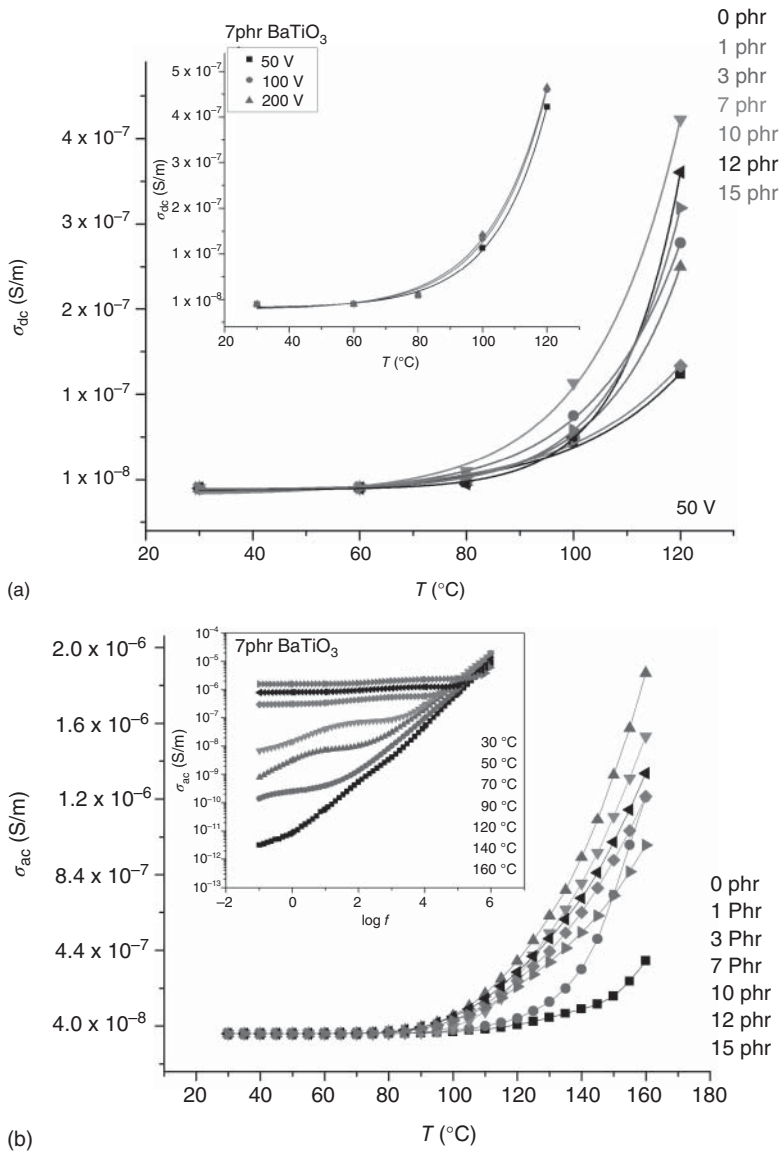 7phr BaTiO3
50 V
100 V
200 V
5 x 10–7
4 x 10–7
4 x 10–7
2 x 10–7
1 x 10–7
1 x 10–8
σdc (S/m)
20 40 60 80 100 120
T (°C)
0 phr
1 phr
3 phr
7 phr
10 phr
12 phr
15 phr
4 x 10–7
3 x 10–7
2 x 10–7
1 x 10–7
1 x 10–8
σdc (S/m)
50 V
20 40 60 80 100 120
T (°C)
(a)
7phr BaTiO3
10–4
10–5
10–6
10–7
10–8
10–9
10–10
10–11
10–12
10–13
σac (S/m)
–2 0 2 4 6
log f
30 °C
50 °C
70 °C
90 °C
120 °C
140 °C
160 °C
2.0 x 10–6
1.6 x 10–6
1.2 x 10–6
8.4 x 10–7
4.4 x 10–7
4.0 x 10–8
σac (S/m)
0 phr
1 Phr
3 Phr
7 Phr
10 phr
12 phr
15 phr
20 40 60 80 100 120 140 160 180
T (°C)
(b)